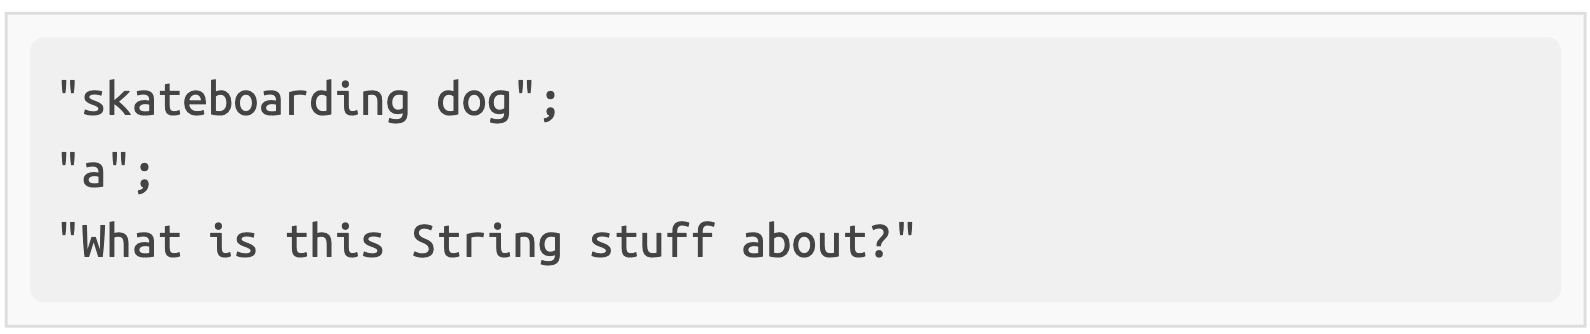 "skateboarding dog";
"a";
"What is this String stuff about?"